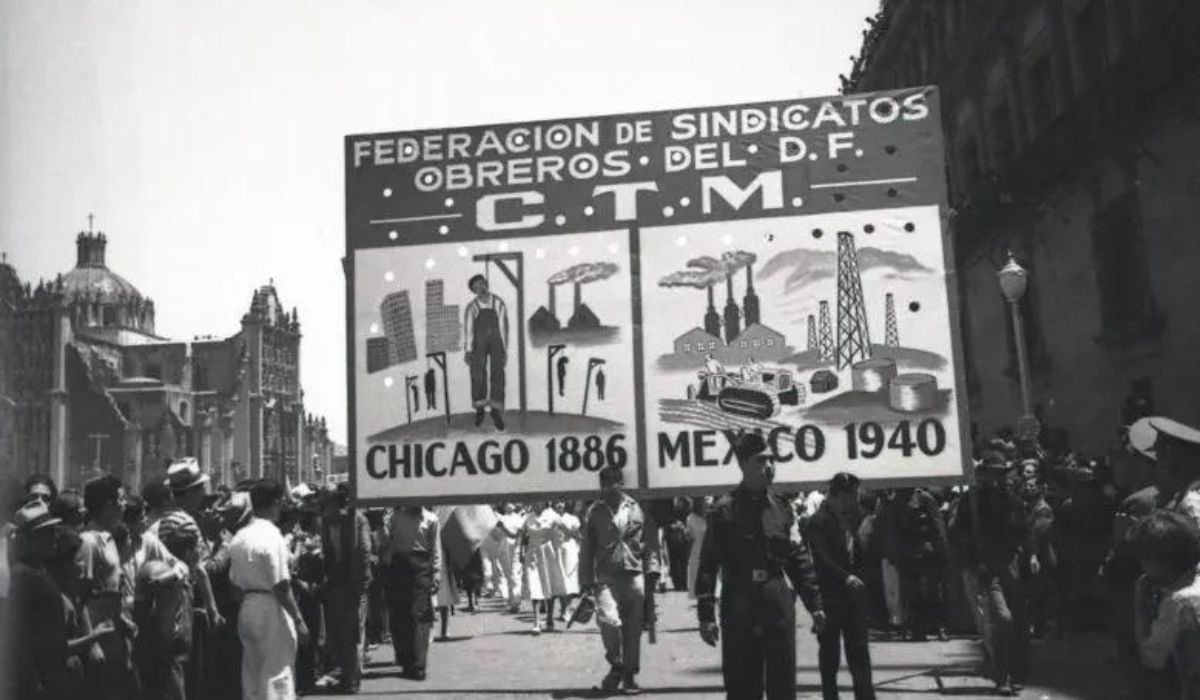 FEDERACION DE SINDICATOS
OBREROS · DEL · D.F.
C.T.M.
CHICAGO 1886
MEXICO 1940